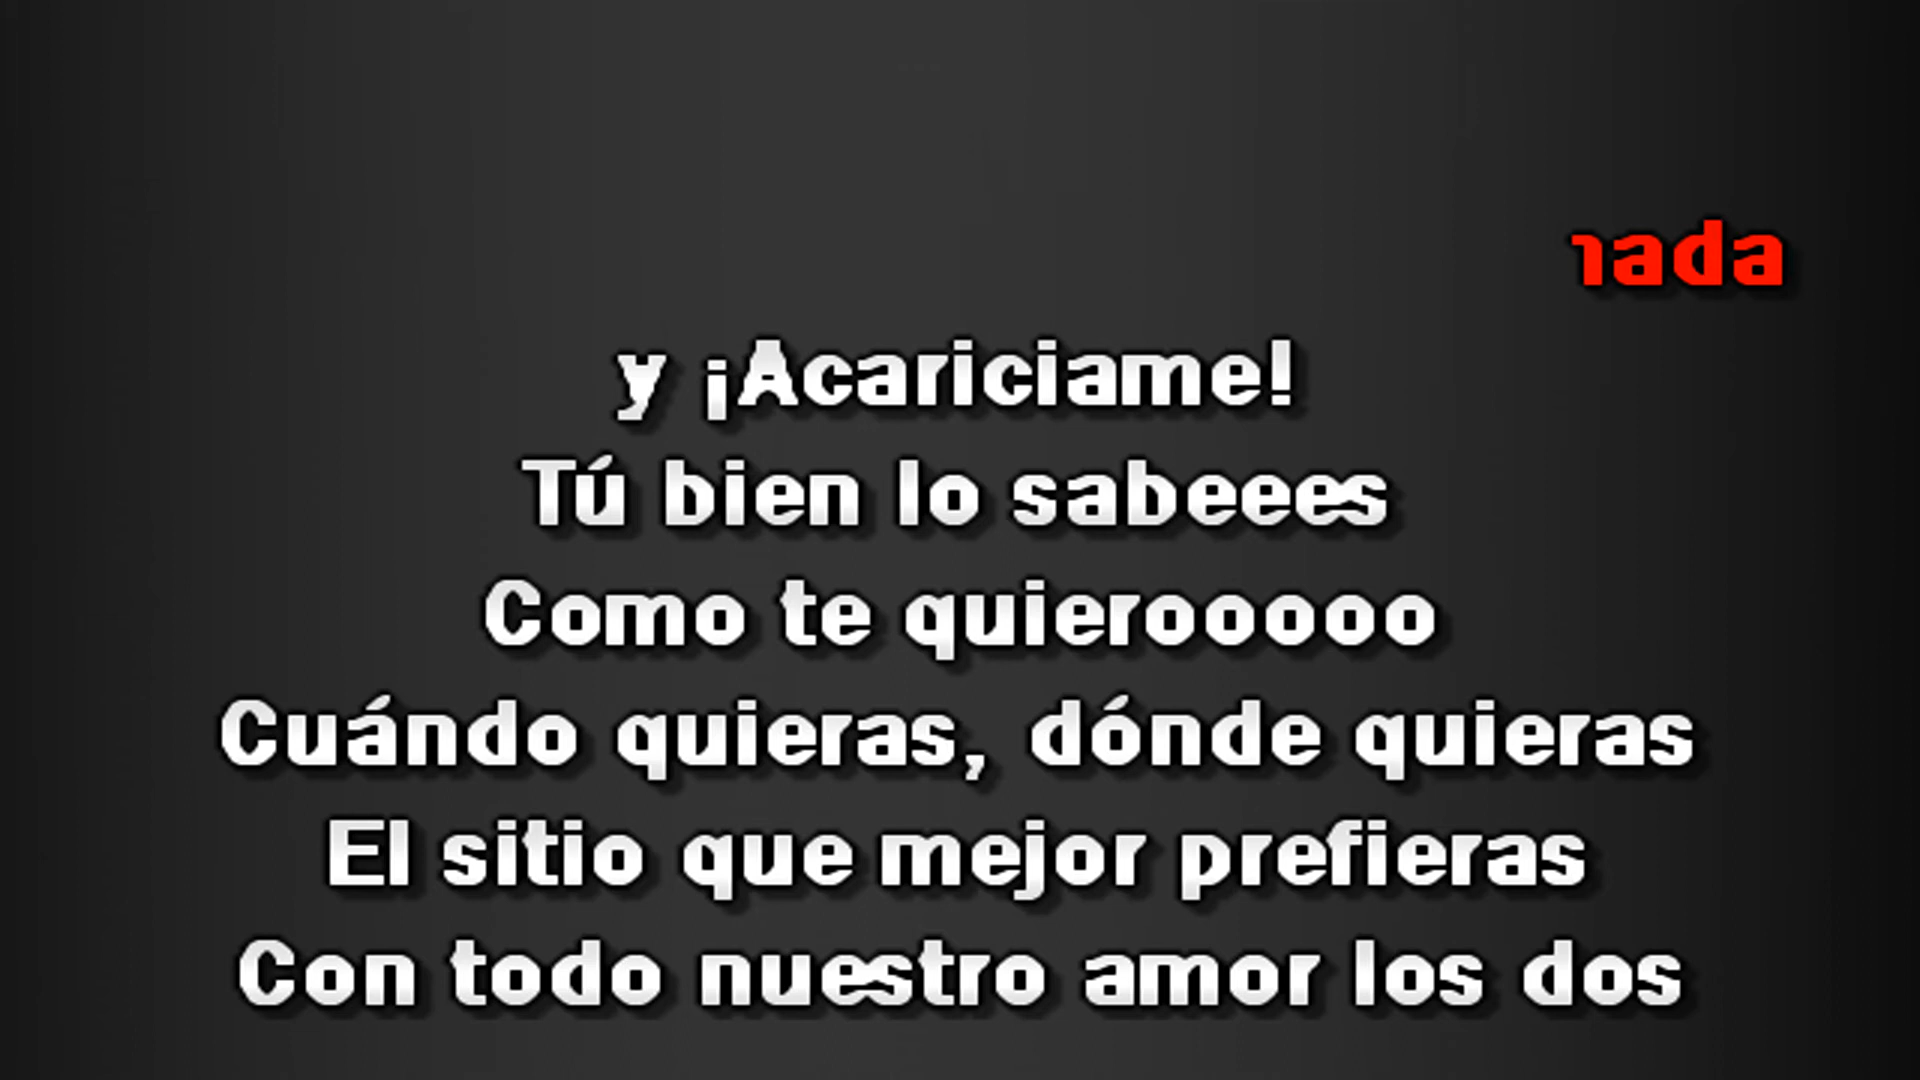 nada
y ¡Acariciame!
Tú bien lo sabeees
Como te quierooooo
Cuándo quieras, dónde quieras
El sitio que mejor prefieras
Con todo nuestro amor los dos